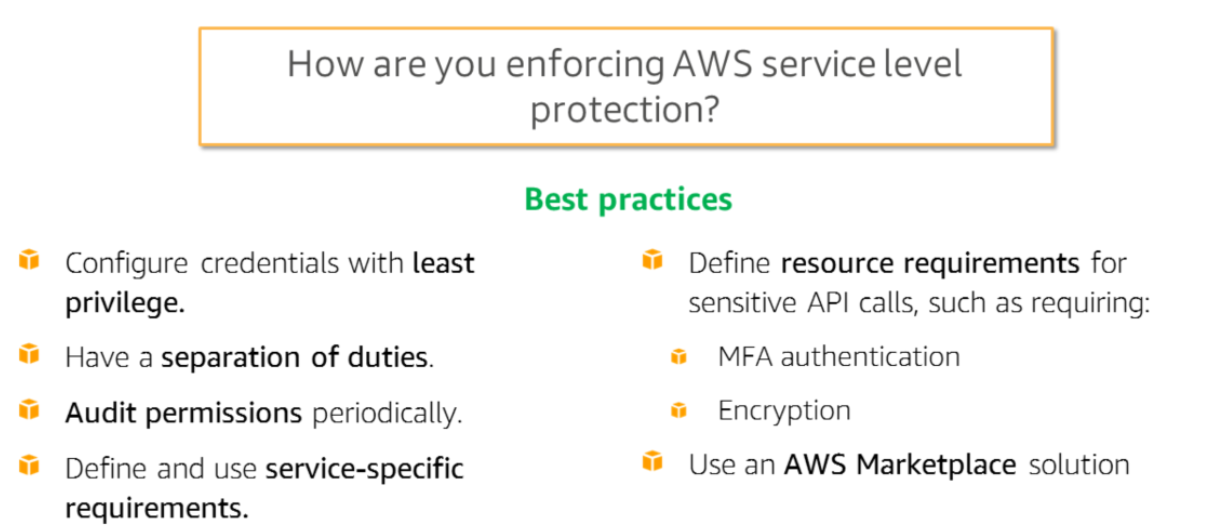 How are you enforcing AWS service level
protection?
Best practices
Configure credentials with least
privilege.
Have a separation of duties.
Audit permissions periodically.
Define and use service-specific
requirements.
Define resource requirements for
sensitive API calls, such as requiring:
MFA authentication
Encryption
Use an AWS Marketplace solution